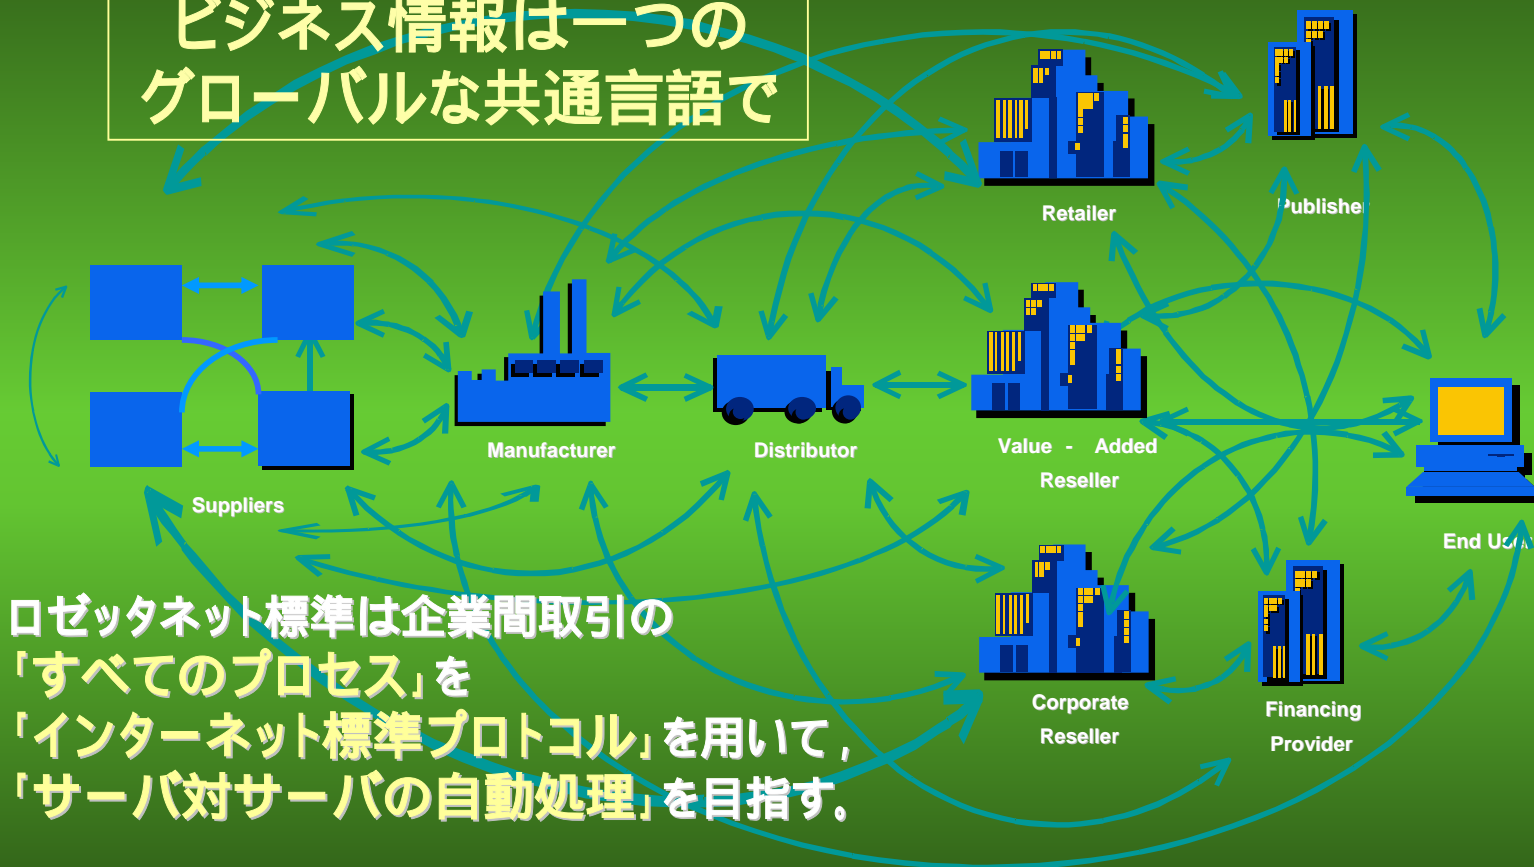 ビジネス情報は一つの
グローバルな共通言語で
Retailer
Publisher
Manufacturer
Distributor
Value - Added
Reseller
Suppliers
End User
Corporate
Reseller
Financing
Provider
ロゼッタネット標準は企業間取引の
「すべてのプロセス」を
「インターネット標準プロトコル」を用いて，
「サーバ対サーバの自動処理」を目指す。